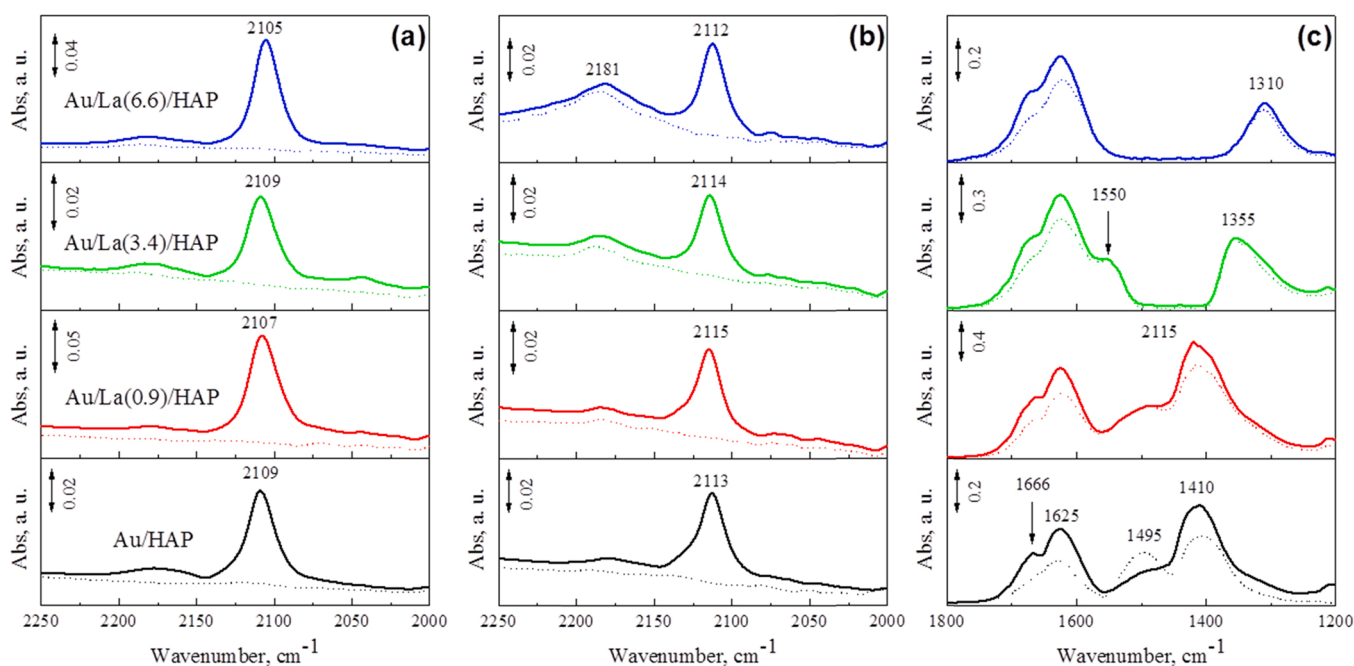 (a)
Abs, a. u.
0.04
2105
Au/La(6.6)/HAP
Abs, a. u.
0.02
2109
Au/La(3.4)/HAP
Abs, a. u.
0.05
2107
Au/La(0.9)/HAP
Abs, a. u.
0.02
2109
Au/HAP
2250 2200 2150 2100 2050 2000
Wavenumber, cm-1
(b)
Abs, a. u.
0.02
2181
2112
Abs, a. u.
0.02
2114
Abs, a. u.
0.02
2115
Abs, a. u.
0.02
2113
2250 2200 2150 2100 2050 2000
Wavenumber, cm-1
(c)
Abs, a. u.
0.2
1310
Abs, a. u.
0.3
1550
1355
Abs, a. u.
0.4
2115
Abs, a. u.
0.2
1666
1625
1495
1410
1800 1600 1400 1200
Wavenumber, cm-1